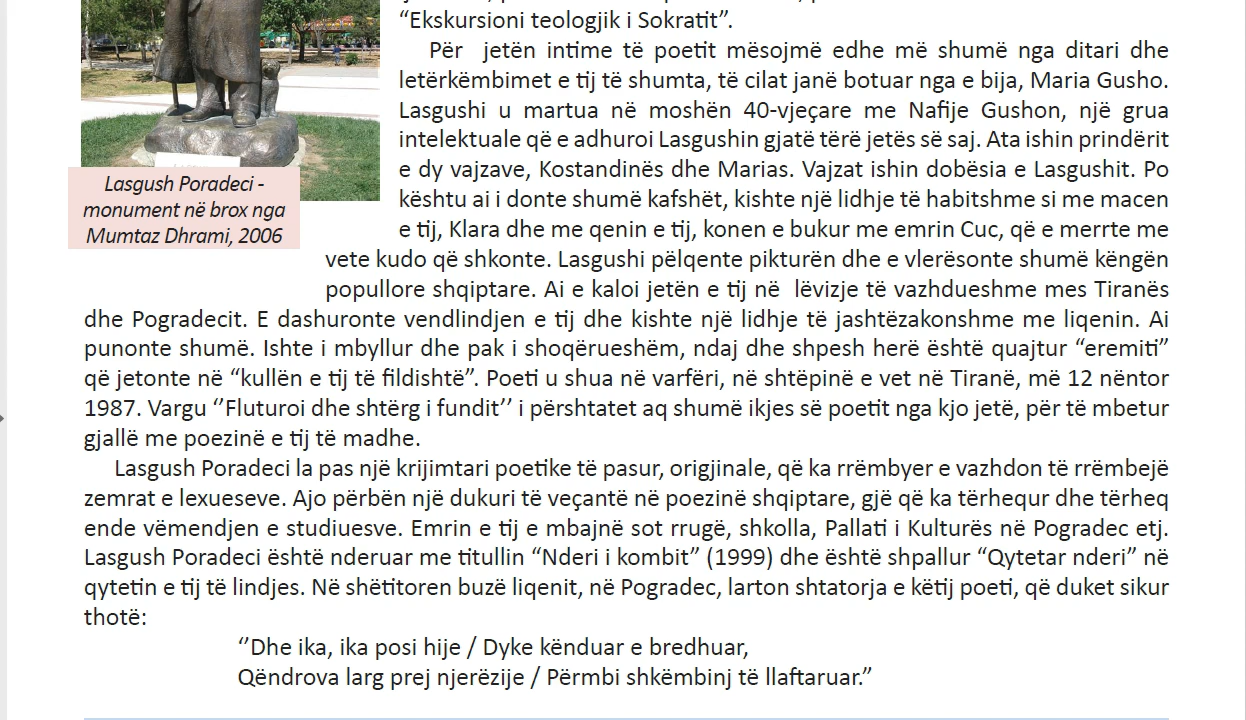 “Ekskursioni teologjik i Sokratit”.
Për jetën intime të poetit mësojmë edhe më shumë nga ditari dhe
letërkëmbimet e tij të shumta, të cilat janë botuar nga e bija, Maria Gusho.
Lasgushi u martua në moshën 40-vjeçare me Nafije Gushon, një grua
intelektuale që e adhuroi Lasgushin gjatë tërë jetës së saj. Ata ishin prindërit
e dy vajzave, Kostandinës dhe Marias. Vajzat ishin dobësia e Lasgushit. Po
kështu ai i donte shumë kafshët, kishte një lidhje të habitshme si me macen
e tij, Klara dhe me qenin e tij, konen e bukur me emrin Cuc, që e merrte me
vete kudo që shkonte. Lasgushi pëlqente pikturën dhe e vlerësonte shumë këngën
popullore shqiptare. Ai e kaloi jetën e tij në lëvizje të vazhdueshme mes Tiranës
dhe Pogradecit. E dashuronte vendlindjen e tij dhe kishte një lidhje të jashtëzakonshme me liqenin. Ai
punonte shumë. Ishte i mbyllur dhe pak i shoqërueshëm, ndaj dhe shpesh herë është quajtur “eremiti”
që jetonte në “kullën e tij të fildishtë”. Poeti u shua në varfëri, në shtëpinë e vet në Tiranë, më 12 nëntor
1987. Vargu ‘’Fluturoi dhe shtërg i fundit’’ i përshtatet aq shumë ikjes së poetit nga kjo jetë, për të mbetur
gjallë me poezinë e tij të madhe.
Lasgush Poradeci -
monument në brox nga
Mumtaz Dhrami, 2006
Lasgush Poradeci la pas një krijimtari poetike të pasur, origjinale, që ka rrëmbyer e vazhdon të rrëmbejë
zemrat e lexueseve. Ajo përbën një dukuri të veçantë në poezinë shqiptare, gjë që ka tërhequr dhe tërheq
ende vëmendjen e studiuesve. Emrin e tij e mbajnë sot rrugë, shkolla, Pallati i Kulturës në Pogradec etj.
Lasgush Poradeci është nderuar me titullin “Nderi i kombit” (1999) dhe është shpallur “Qytetar nderi” në
qytetin e tij të lindjes. Në shëtitoren buzë liqenit, në Pogradec, larton shtatorja e këtij poeti, që duket sikur
thotë:
‘’Dhe ika, ika posi hije / Dyke kënduar e bredhuar,
Qëndrova larg prej njerëzije / Përmbi shkëmbinj të llaftaruar.”